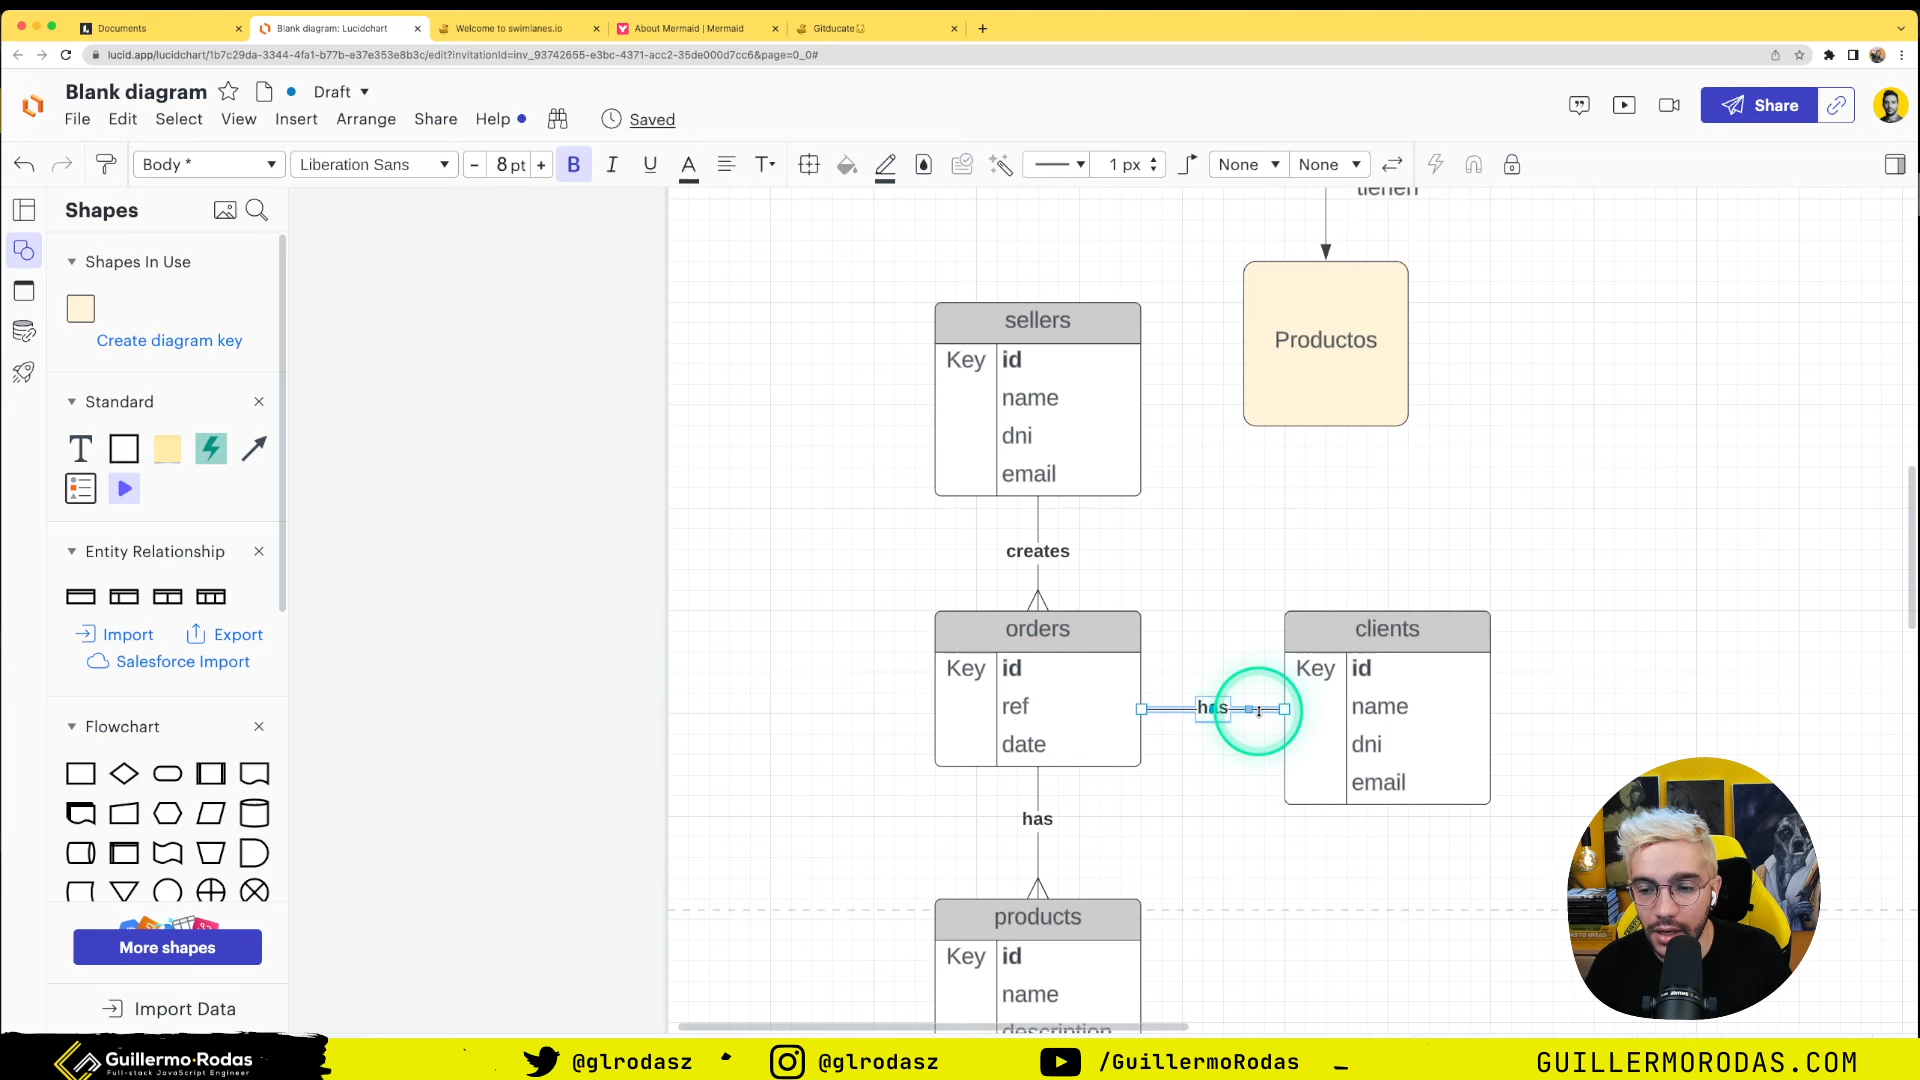 Documents
Blank diagram: Lucidchart
Welcome to swimlanes.io
About Mermaid | Mermaid
Gitducate
lucid.app/lucidchart/1b7c29da-3344-4fa1-b77b-e37e353e8b3c/edit?invitationId=inv_93742655-e3bc-4371-acc2-35de000d7cc6&page=0_0#
Blank diagram
Draft
File Edit Select View Insert Arrange Share Help
Saved
Share
Body *
Liberation Sans
- 8 pt +
B I U A T
1 px
None
None
Shapes
Shapes In Use
Create diagram key
Standard
T
Entity Relationship
Import
Export
Salesforce Import
Flowchart
More shapes
Import Data
tienen
Productos
sellers
Key id
name
dni
email
creates
orders
Key id
ref
date
has
clients
Key id
name
dni
email
has
products
Key id
name
description
Guillermo Rodas
Full-stack JavaScript Engineer
@glrodasz
@glrodasz
/GuillermoRodas
GUILLERMORODAS.COM